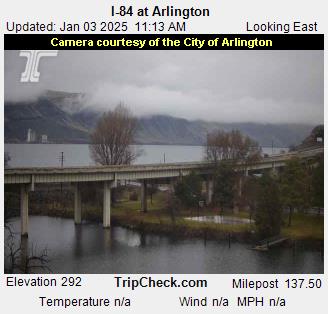 I-84 at Arlington
Updated: Jan 03 2025 11:13 AM Looking East
Camera courtesy of the City of Arlington
Elevation 292 TripCheck.com Milepost 137.50
Temperature n/a Wind n/a MPH n/a